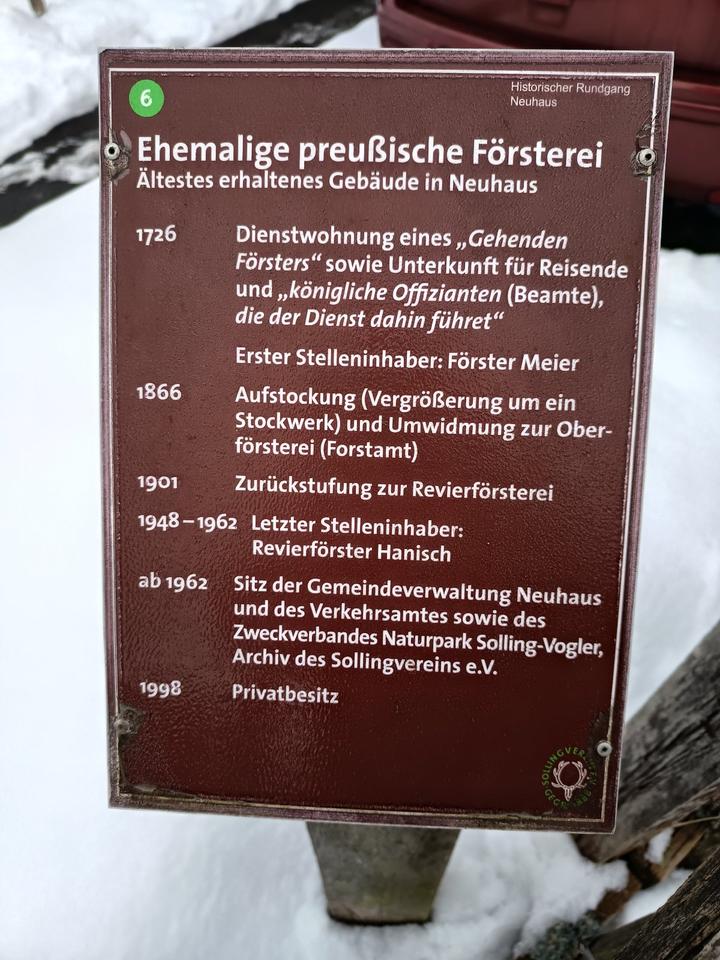 6
Historischer Rundgang
Neuhaus
Ehemalige preußische Försterei
Ältestes erhaltenes Gebäude in Neuhaus
1726 Dienstwohnung eines „Gehenden
Försters“ sowie Unterkunft für Reisende
und „königliche Offizianten (Beamte),
die der Dienst dahin führet“
Erster Stelleninhaber: Förster Meier
1866 Aufstockung (Vergrößerung um ein
Stockwerk) und Umwidmung zur Ober-
försterei (Forstamt)
1901 Zurückstufung zur Revierförsterei
1948 – 1962 Letzter Stelleninhaber:
Revierförster Hanisch
ab 1962 Sitz der Gemeindeverwaltung Neuhaus
und des Verkehrsamtes sowie des
Zweckverbandes Naturpark Solling-Vogler,
Archiv des Sollingvereins e.V.
1998 Privatbesitz